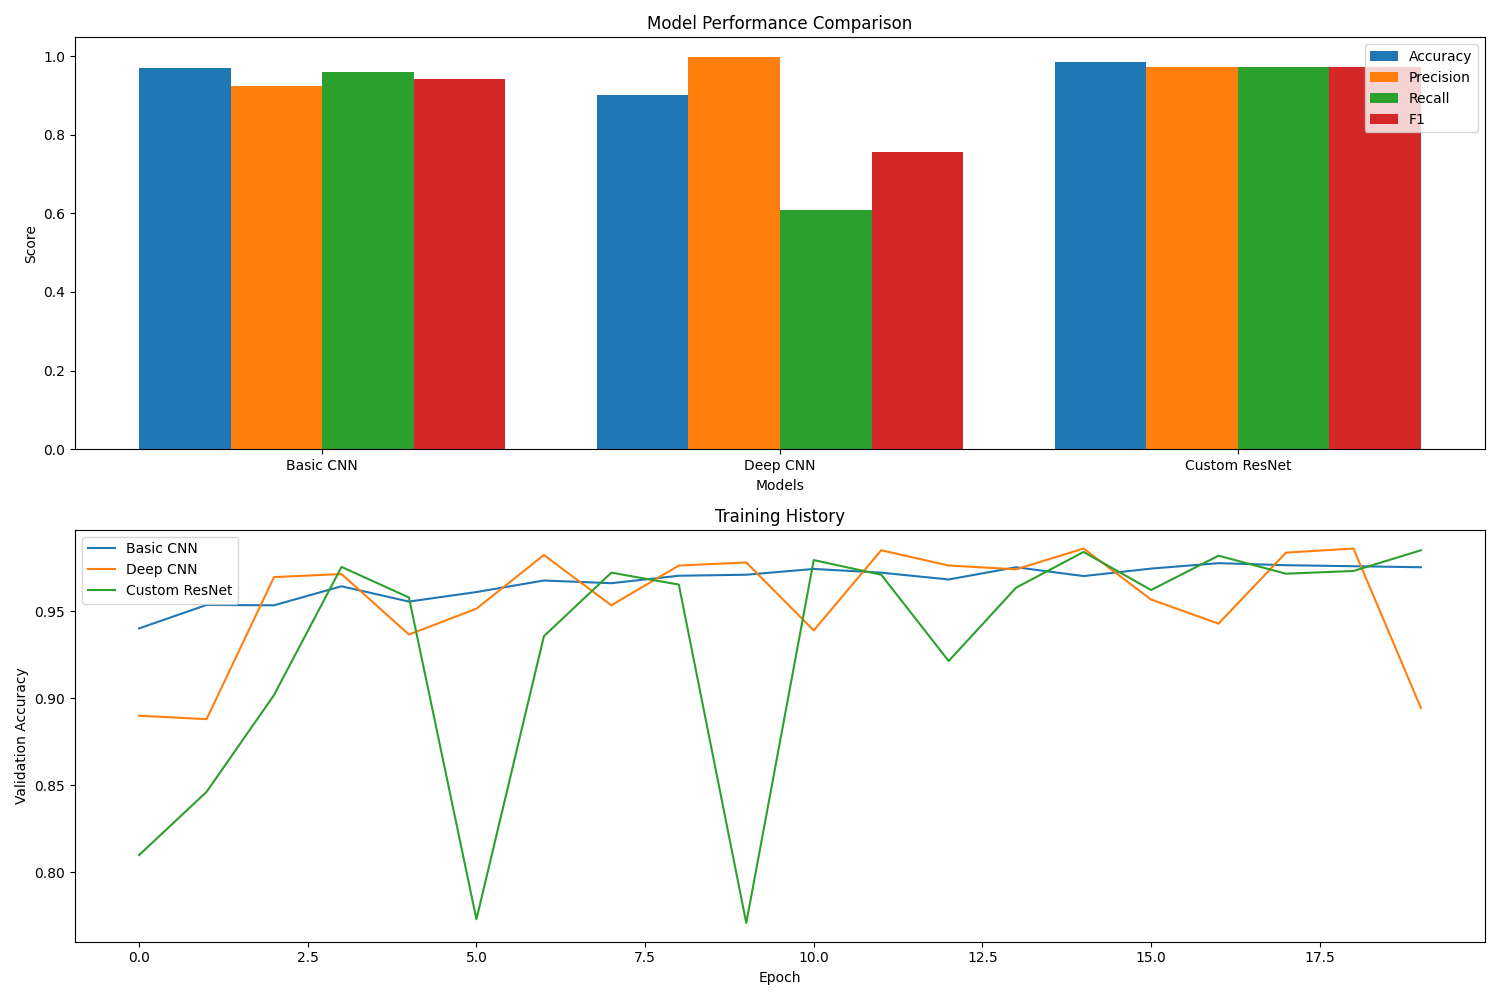 Model Performance Comparison
1.0
0.8
0.6
0.4
0.2
0.0
Score
Accuracy
Precision
Recall
F1
Basic CNN
Deep CNN
Custom ResNet
Models
Training History
Basic CNN
Deep CNN
Custom ResNet
0.95
0.90
0.85
0.80
Validation Accuracy
0.0
2.5
5.0
7.5
10.0
12.5
15.0
17.5
Epoch